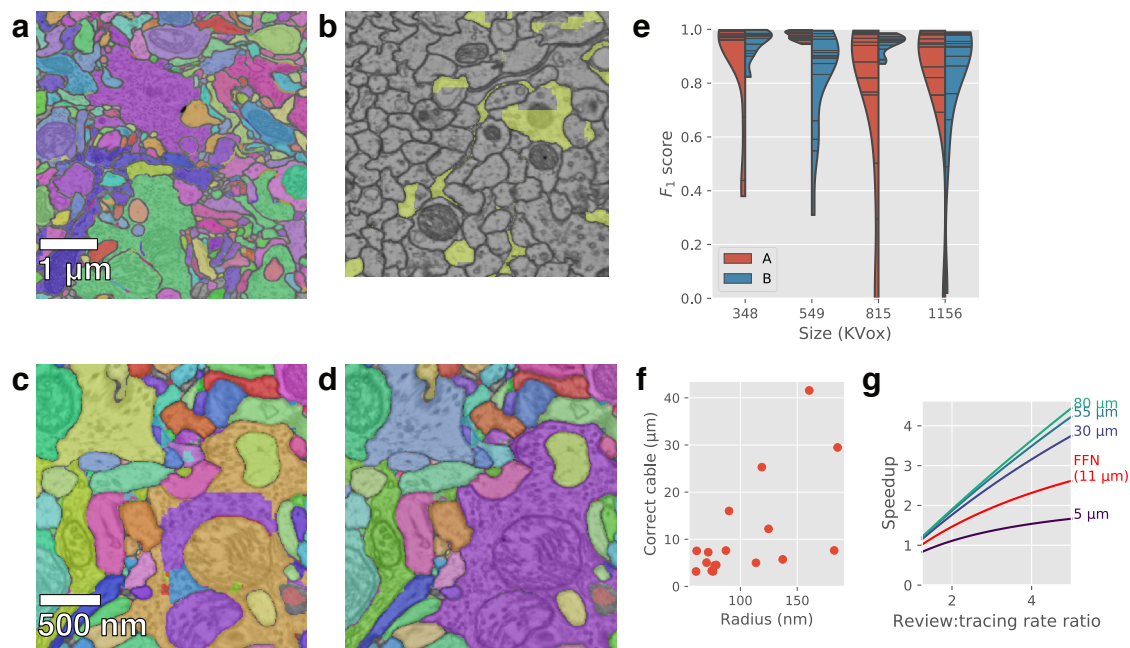 a
b
1 µm
e
1.0
0.8
0.6
0.4
0.2
0.0
F1 score
A
B
348
549
815
1156
Size (KVox)
c
d
500 nm
f
40
30
20
10
0
Correct cable (µm)
100
150
Radius (nm)
g
4
3
2
1
0
Speedup
80 µm
55 µm
30 µm
FFN
(11 µm)
5 µm
2
4
Review:tracing rate ratio